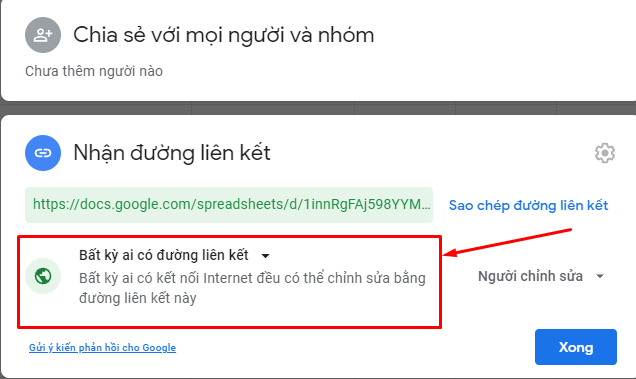 Chia sẻ với mọi người và nhóm
Chưa thêm người nào
Nhận đường liên kết
https://docs.google.com/spreadsheets/d/1innRgFAj598YYM...
Sao chép đường liên kết
Bất kỳ ai có đường liên kết
Bất kỳ ai có kết nối Internet đều có thể chỉnh sửa bằng
đường liên kết này
Người chỉnh sửa
Gửi ý kiến phản hồi cho Google
Xong